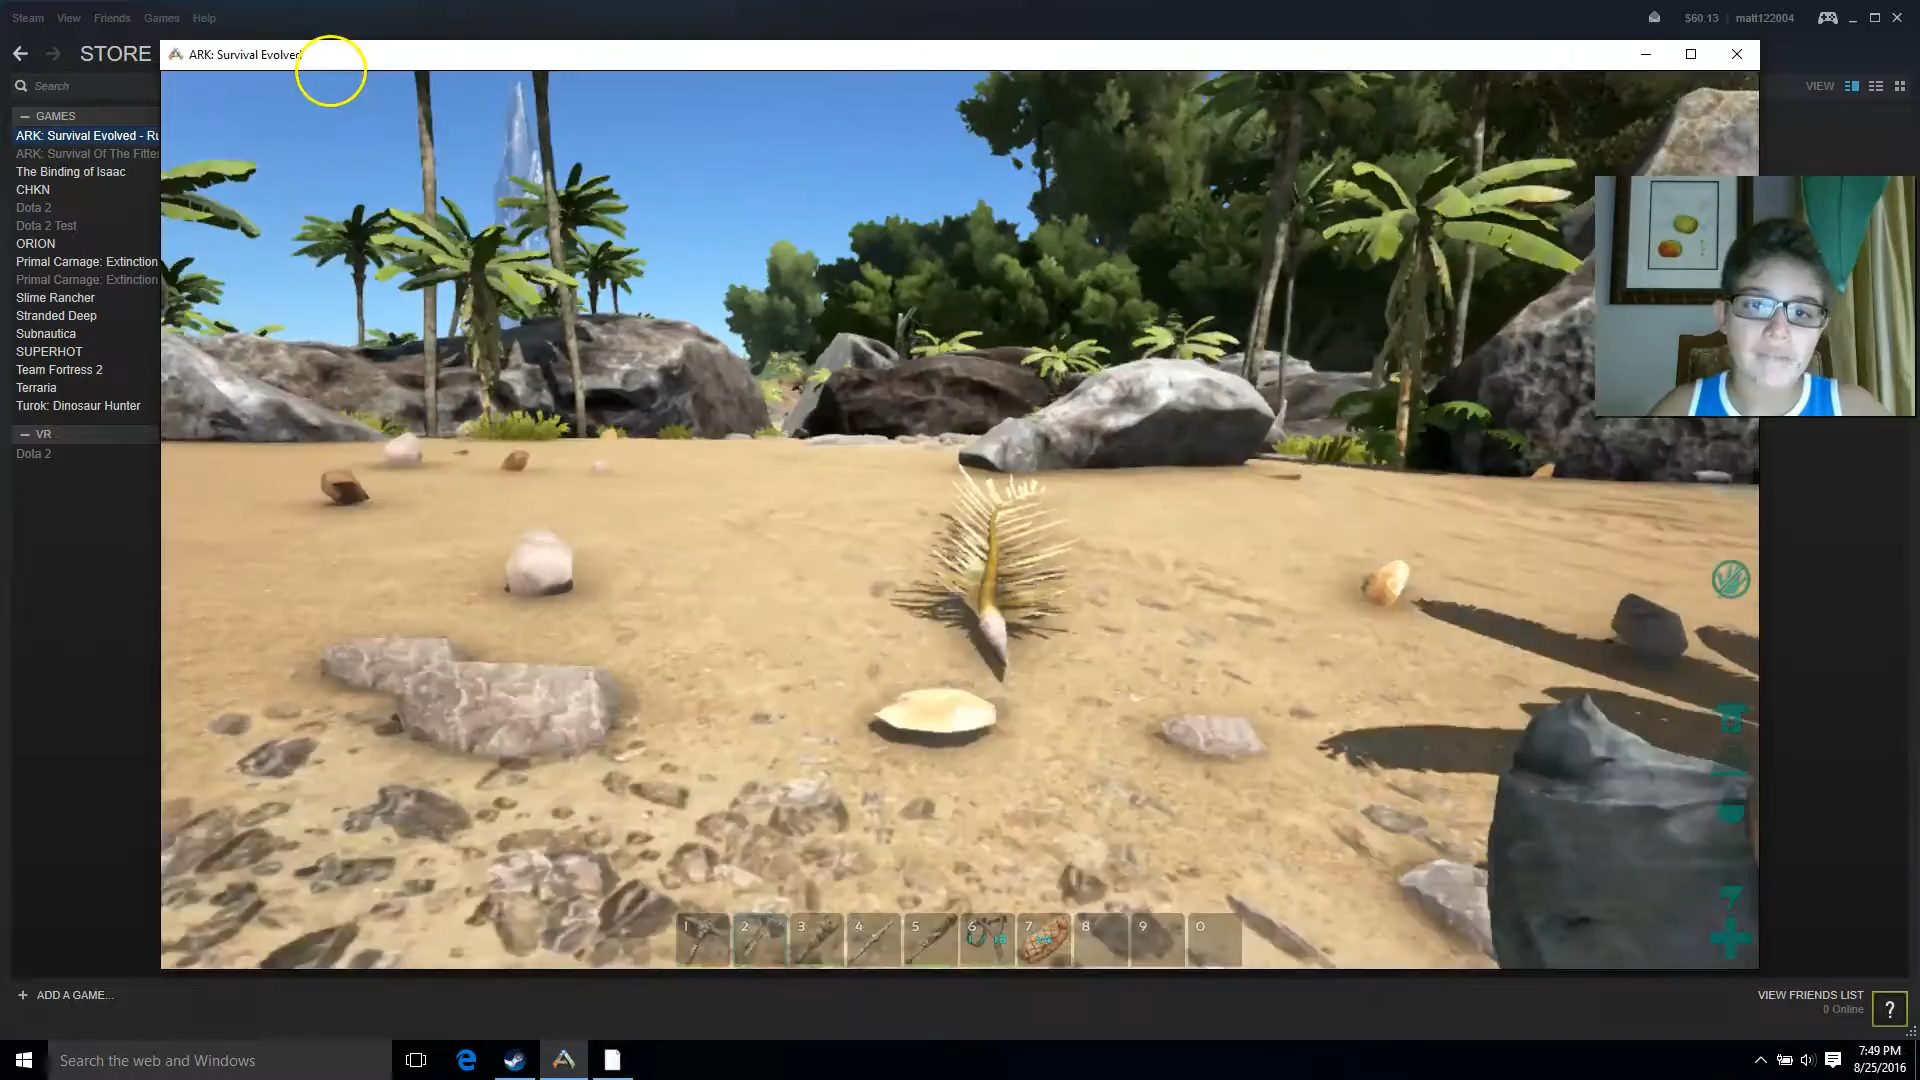 Steam View Friends Games Help
$60.13 matt122004
STORE
ARK: Survival Evolved
Search
VIEW
GAMES
ARK: Survival Evolved - Ru
ARK: Survival Of The Fittes
The Binding of Isaac
CHKN
Dota 2
Dota 2 Test
ORION
Primal Carnage: Extinction
Primal Carnage: Extinction
Slime Rancher
Stranded Deep
Subnautica
SUPERHOT
Team Fortress 2
Terraria
Turok: Dinosaur Hunter
VR
Dota 2
1 2 3 4 5 6 7 8 9 0
+ ADD A GAME...
VIEW FRIENDS LIST
0 Online
?
Search the web and Windows
7:49 PM
8/25/2016